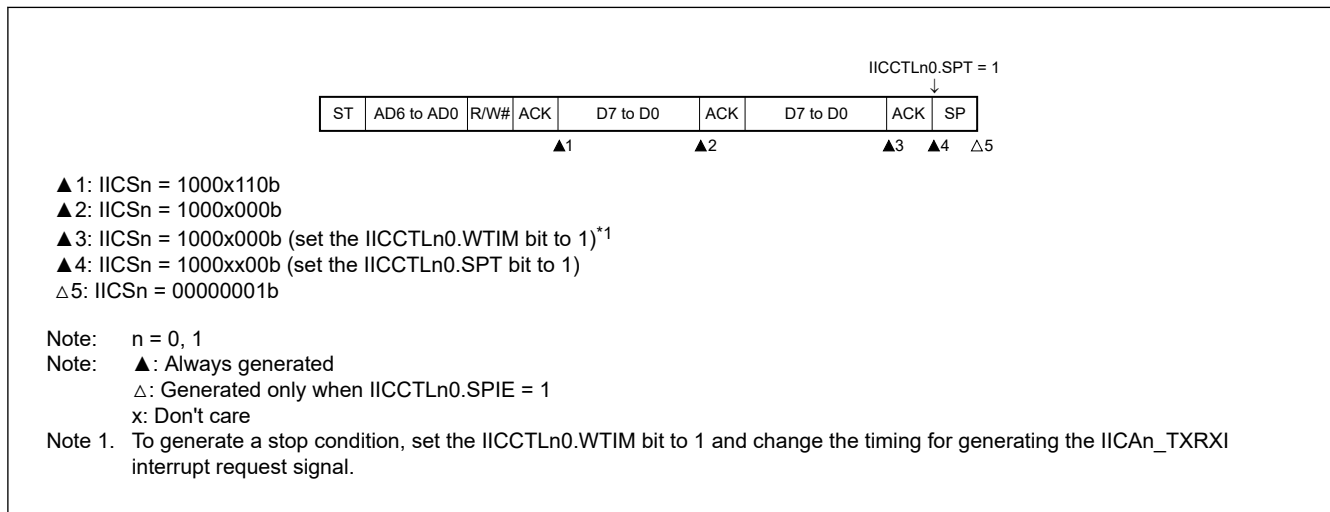 IICCTLn0.SPT = 1
↓
ST AD6 to AD0 R/W# ACK D7 to D0 ACK D7 to D0 ACK SP
▲1 ▲2 ▲3 ▲4 △5
▲1: IICSn = 1000x110b
▲2: IICSn = 1000x000b
▲3: IICSn = 1000x000b (set the IICCTLn0.WTIM bit to 1)*1
▲4: IICSn = 1000xx00b (set the IICCTLn0.SPT bit to 1)
△5: IICSn = 00000001b
Note: n = 0, 1
Note: ▲: Always generated
△: Generated only when IICCTLn0.SPIE = 1
x: Don't care
Note 1. To generate a stop condition, set the IICCTLn0.WTIM bit to 1 and change the timing for generating the IICAn_TXRXI
interrupt request signal.